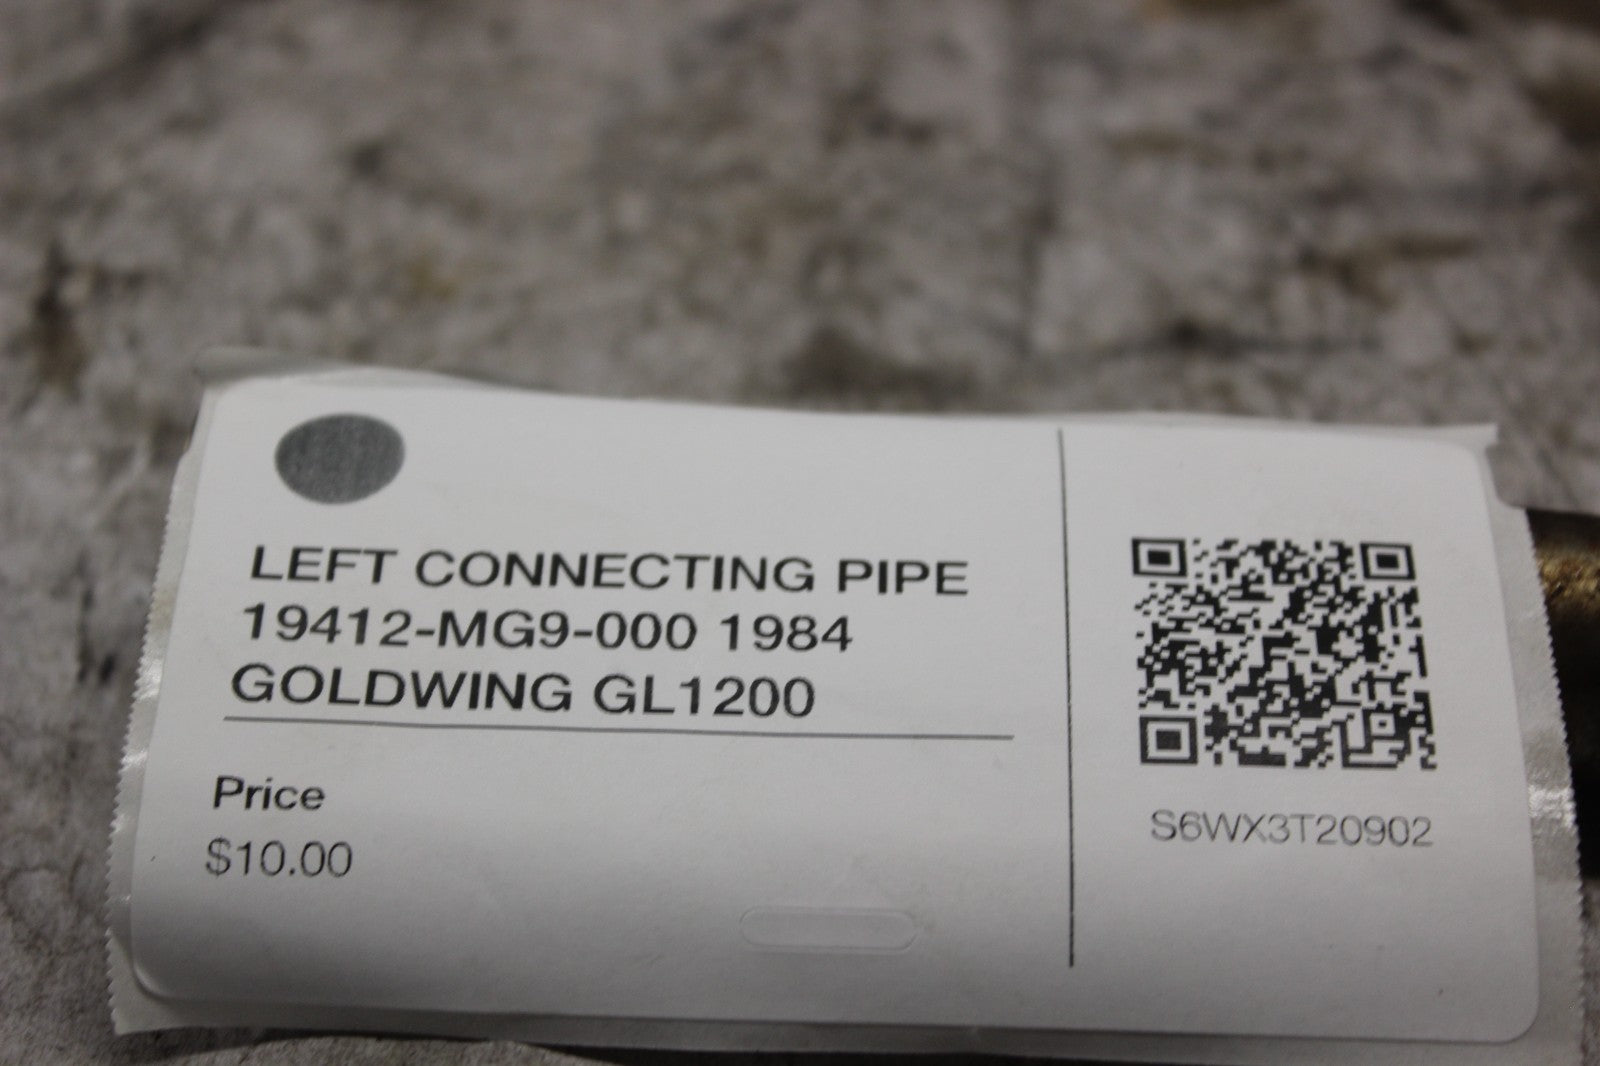 LEFT CONNECTING PIPE
19412-MG9-000 1984
GOLDWING GL1200
Price
$10.00
S6WX3T20902